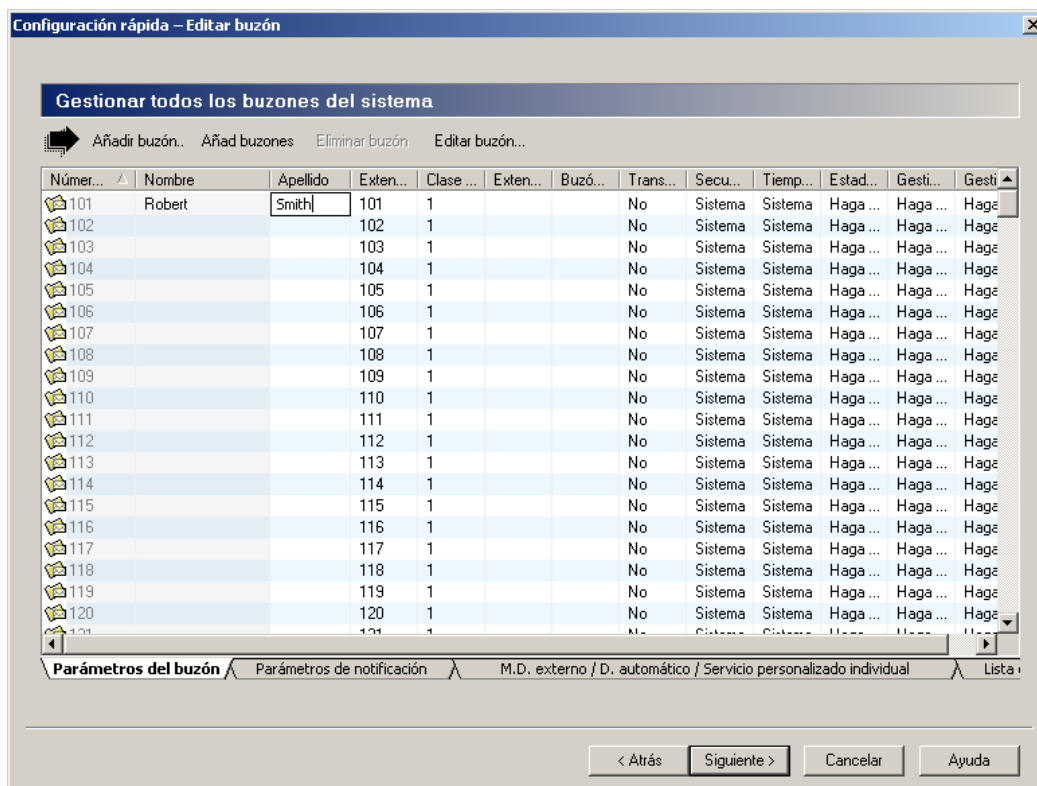 Configuración rápida – Editar buzón
Gestionar todos los buzones del sistema
Añadir buzón.. Añad buzones Eliminar buzón Editar buzón...
Númer... Nombre Apellido Exten... Clase ... Exten... Buzó... Trans... Secu... Tiemp... Estad... Gesti... Gesti
101 Robert Smith 101 1 No Sistema Sistema Haga ... Haga ... Haga
102 102 1 No Sistema Sistema Haga ... Haga ... Haga
103 103 1 No Sistema Sistema Haga ... Haga ... Haga
104 104 1 No Sistema Sistema Haga ... Haga ... Haga
105 105 1 No Sistema Sistema Haga ... Haga ... Haga
106 106 1 No Sistema Sistema Haga ... Haga ... Haga
107 107 1 No Sistema Sistema Haga ... Haga ... Haga
108 108 1 No Sistema Sistema Haga ... Haga ... Haga
109 109 1 No Sistema Sistema Haga ... Haga ... Haga
110 110 1 No Sistema Sistema Haga ... Haga ... Haga
111 111 1 No Sistema Sistema Haga ... Haga ... Haga
112 112 1 No Sistema Sistema Haga ... Haga ... Haga
113 113 1 No Sistema Sistema Haga ... Haga ... Haga
114 114 1 No Sistema Sistema Haga ... Haga ... Haga
115 115 1 No Sistema Sistema Haga ... Haga ... Haga
116 116 1 No Sistema Sistema Haga ... Haga ... Haga
117 117 1 No Sistema Sistema Haga ... Haga ... Haga
118 118 1 No Sistema Sistema Haga ... Haga ... Haga
119 119 1 No Sistema Sistema Haga ... Haga ... Haga
120 120 1 No Sistema Sistema Haga ... Haga ... Haga
Parámetros del buzón Parámetros de notificación M.D. externo / D. automático / Servicio personalizado individual Lista
< Atrás Siguiente > Cancelar Ayuda